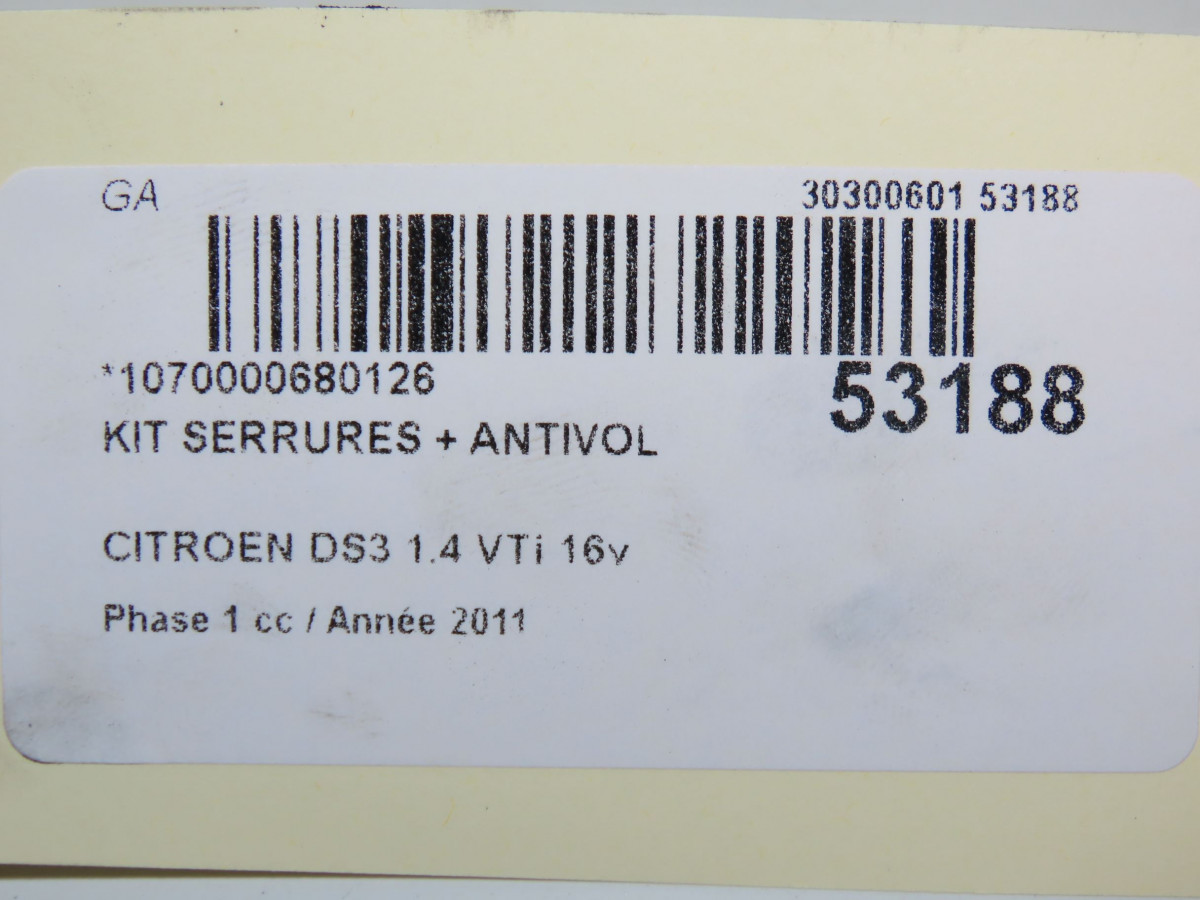 GA 30300601 53188
*1070000680126 53188
KIT SERRURES + ANTIVOL
CITROEN DS3 1.4 VTi 16v
Phase 1 cc / Année 2011